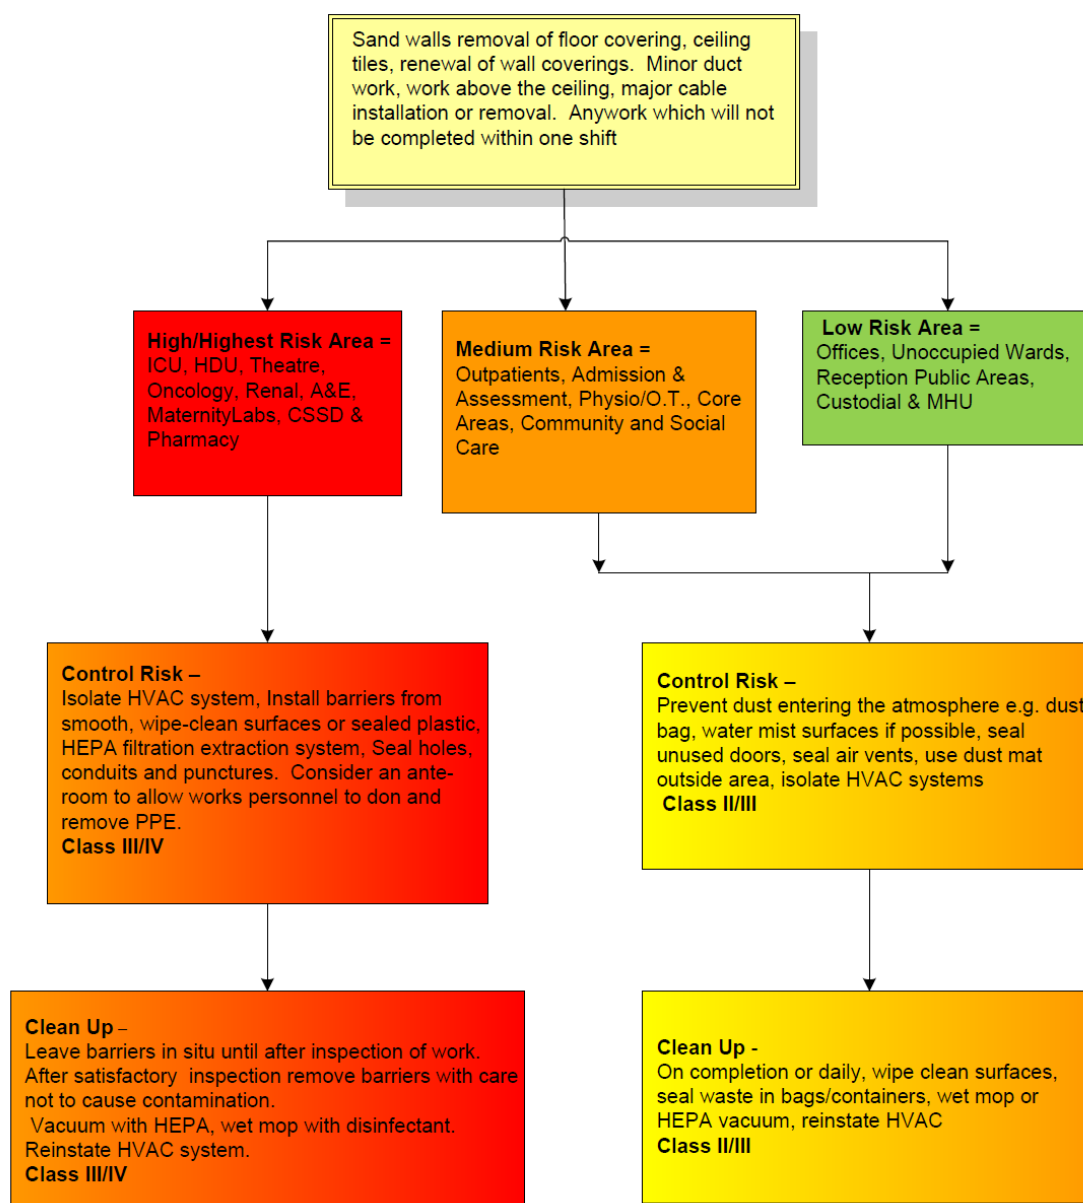 Sand walls removal of floor covering, ceiling
tiles, renewal of wall coverings.  Minor duct
work, work above the ceiling, major cable
installation or removal.  Anywork which will not
be completed within one shift
High/Highest Risk Area =
ICU, HDU, Theatre,
Oncology, Renal, A&E,
MaternityLabs, CSSD &
Pharmacy
Medium Risk Area =
Outpatients, Admission &
Assessment, Physio/O.T., Core
Areas, Community and Social
Care
Low Risk Area =
Offices, Unoccupied Wards,
Reception Public Areas,
Custodial & MHU
Control Risk –
Isolate HVAC system, Install barriers from
smooth, wipe-clean surfaces or sealed plastic,
HEPA filtration extraction system, Seal holes,
conduits and punctures.  Consider an ante-
room to allow works personnel to don and
remove PPE.
Class III/IV
Control Risk –
Prevent dust entering the atmosphere e.g. dust
bag, water mist surfaces if possible, seal
unused doors, seal air vents, use dust mat
outside area, isolate HVAC systems
Class II/III
Clean Up –
Leave barriers in situ until after inspection of work.
After satisfactory  inspection remove barriers with care
not to cause contamination.
Vacuum with HEPA, wet mop with disinfectant.
Reinstate HVAC system.
Class III/IV
Clean Up -
On completion or daily, wipe clean surfaces,
seal waste in bags/containers, wet mop or
HEPA vacuum, reinstate HVAC
Class II/III